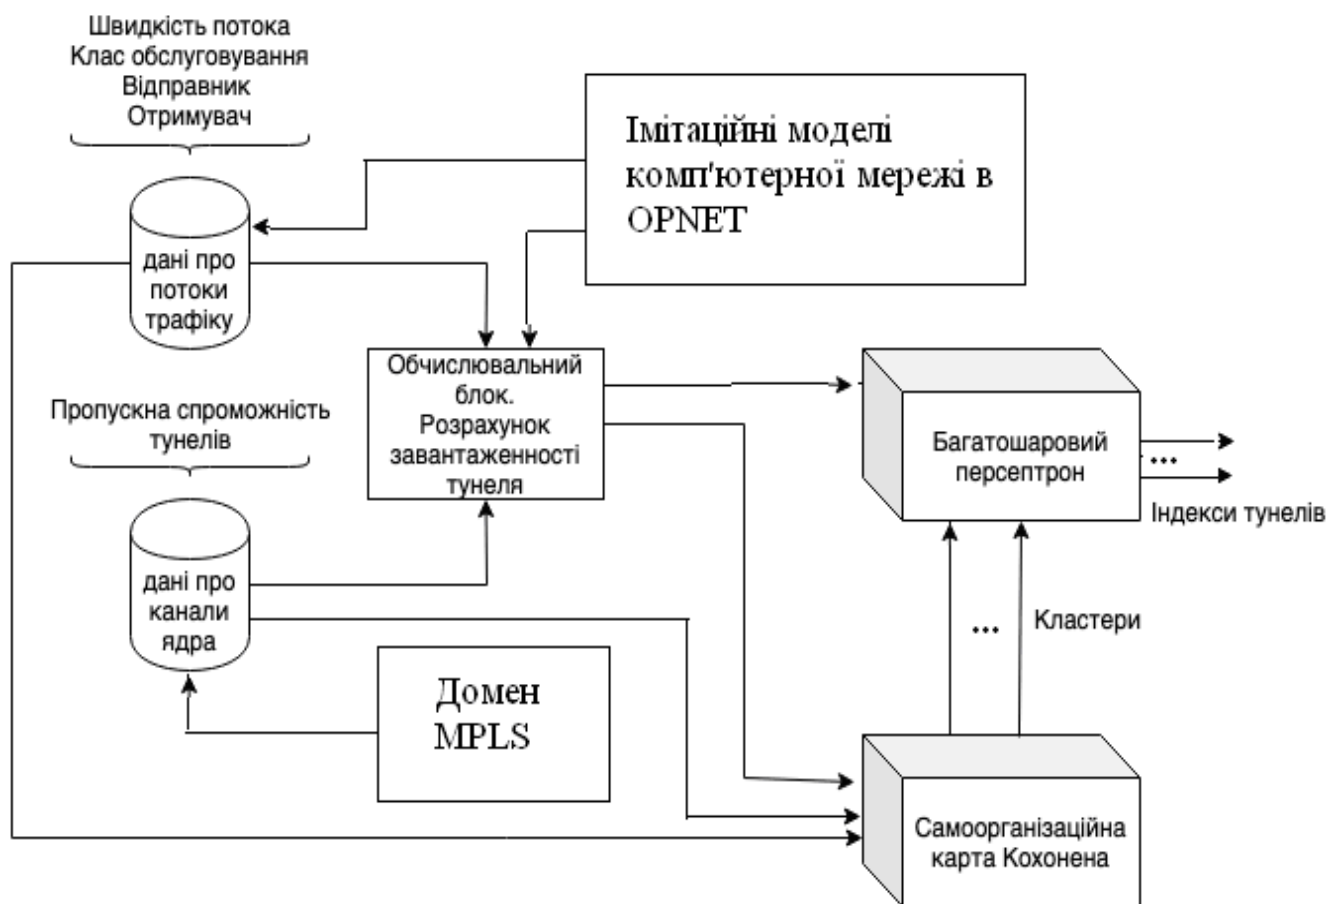 Швидкість потока
Клас обслуговування
Відправник
Отримувач
Імітаційні моделі
комп'ютерної мережі в
OPNET
дані про
потоки
трафіку
Обчислювальний
блок.
Розрахунок
завантаженності
тунеля
Пропускна спроможність
тунелів
Багатошаровий
персептрон
...
Індекси тунелів
дані про
канали
ядра
...
Кластери
Домен
MPLS
Самоорганізаційна
карта Кохонена